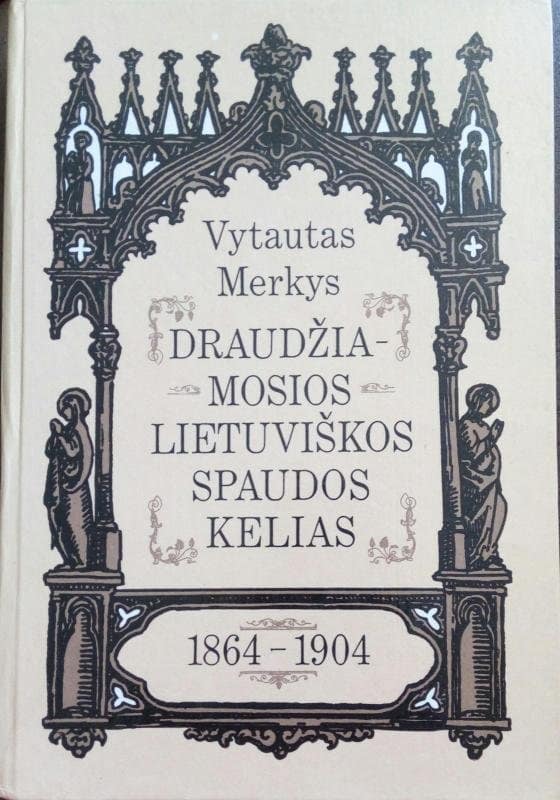 Vytautas
Merkys
DRAUDŽIA-
MOSIOS
LIETUVIŠKOS
SPAUDOS
KELIAS
1864 – 1904